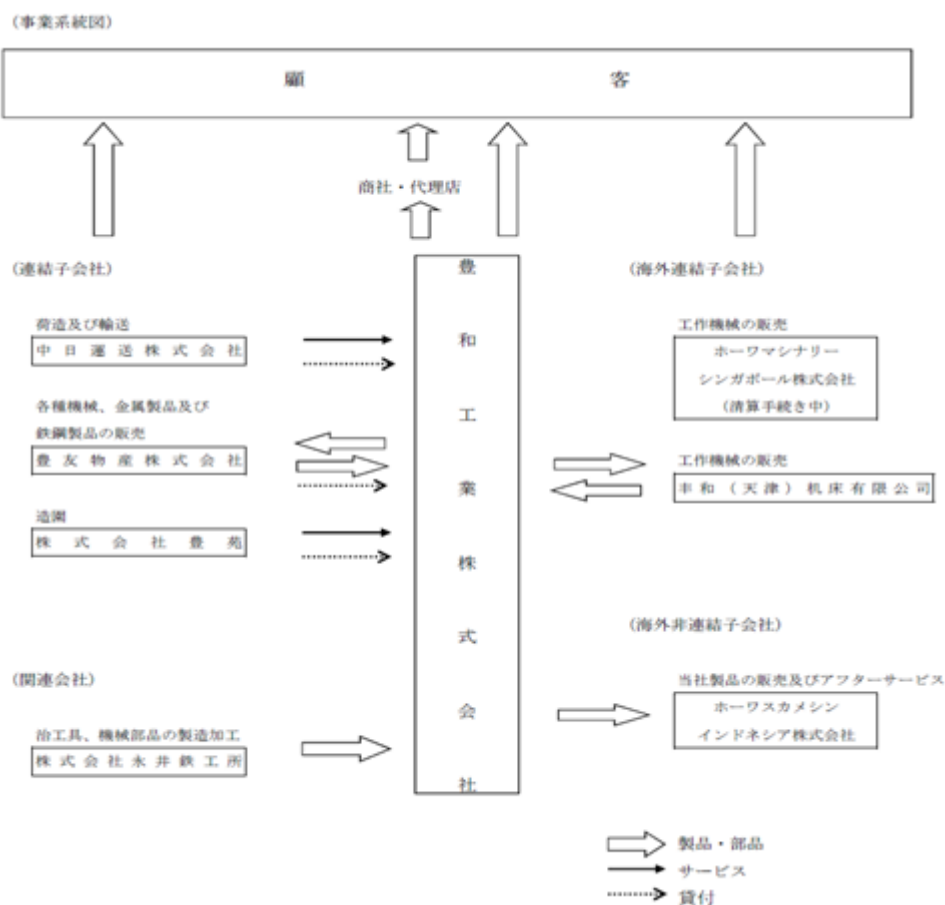 (事業系統図)
顧客
商社・代理店
(連結子会社)
(海外連結子会社)
豊和工業株式会社
荷造及び輸送
中日運送株式会社
各種機械、金属製品及び
鉄鋼製品の販売
豊友物産株式会社
造園
株式会社豊苑
工作機械の販売
ホーワマシナリー
シンガポール株式会社
(清算手続き中)
工作機械の販売
丰和(天津)机床有限公司
(海外非連結子会社)
(関連会社)
当社製品の販売及びアフターサービス
ホーワスカメシン
インドネシア株式会社
治工具、機械部品の製造加工
株式会社永井鉄工所
製品・部品
サービス
貸付